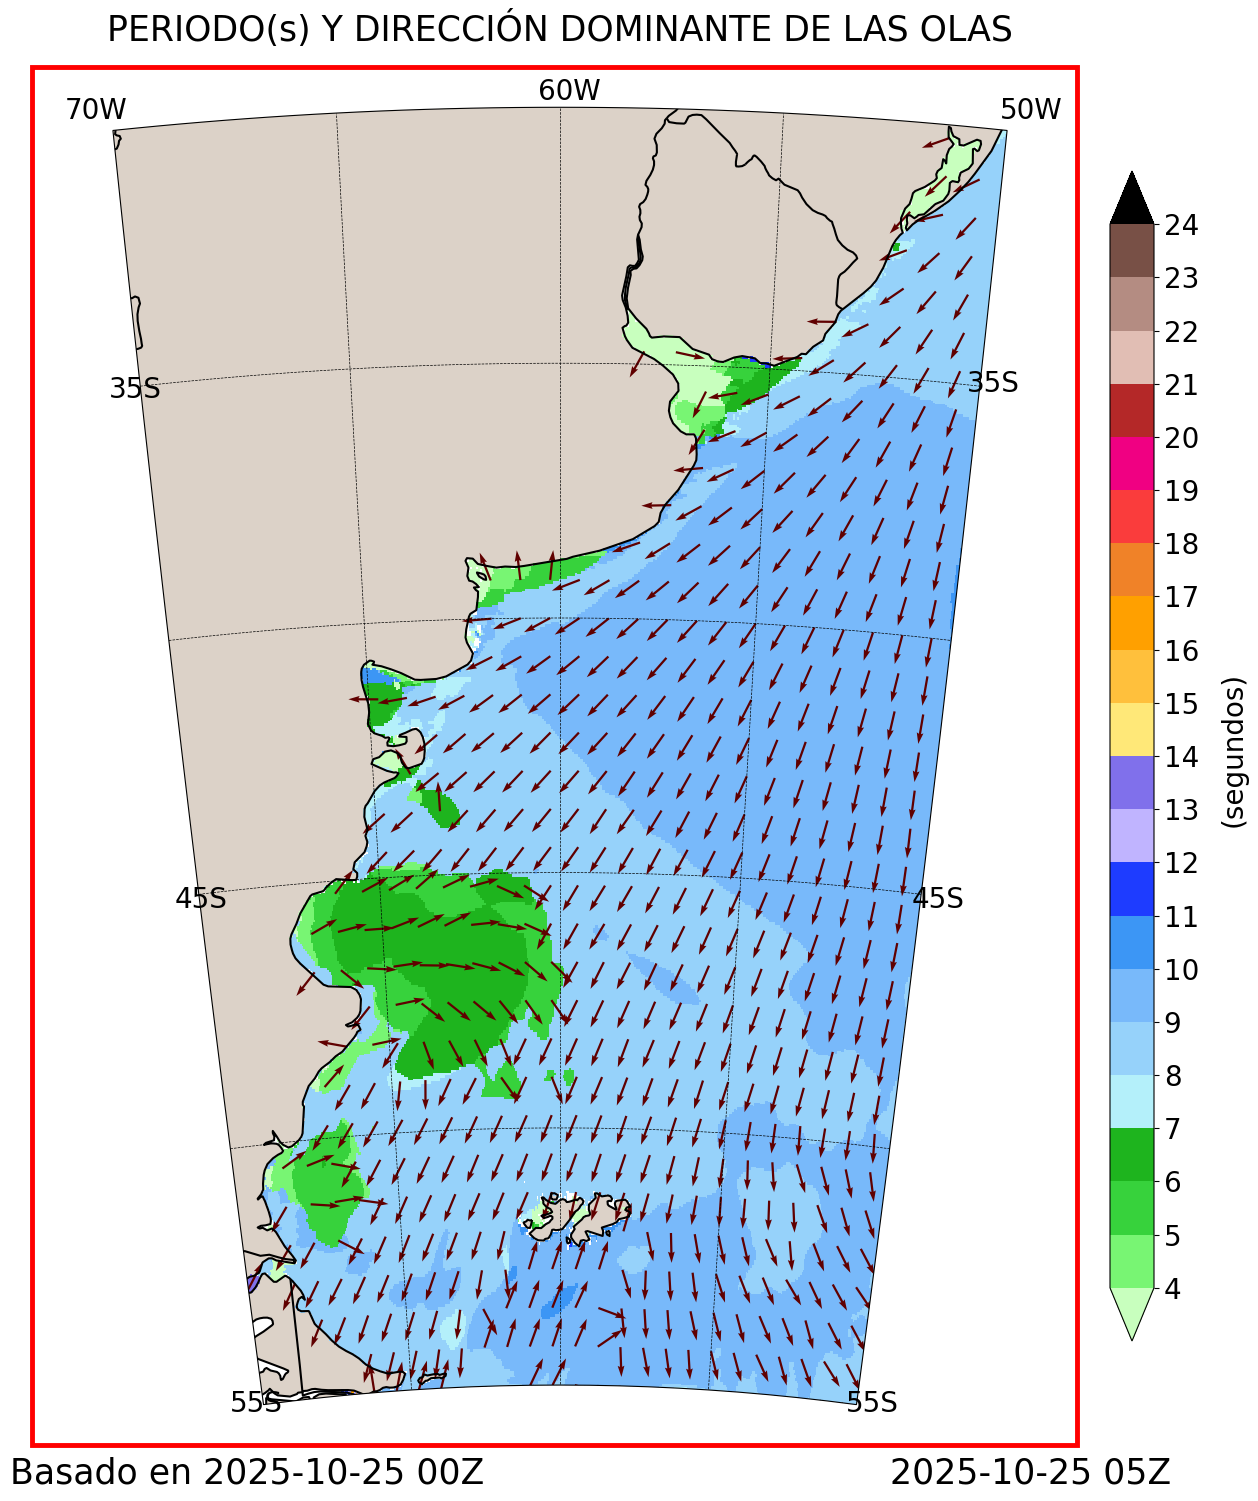 PERIODO(s) Y DIRECCIÓN DOMINANTE DE LAS OLAS
70W
60W
50W
35S
35S
45S
45S
55S
55S
24
23
22
21
20
19
18
17
16
15
14
13
12
11
10
9
8
7
6
5
4
(segundos)
Basado en 2025-10-25 00Z
2025-10-25 05Z